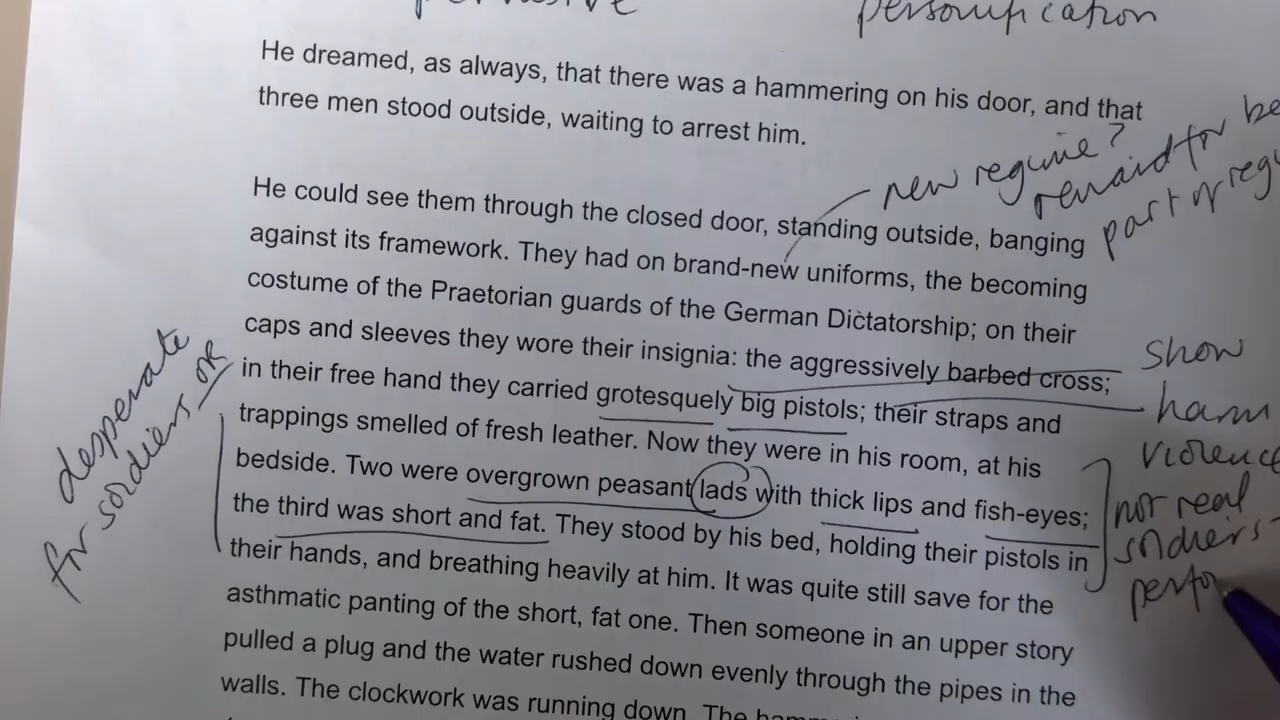 personification
He dreamed, as always, that there was a hammering on his door, and that
three men stood outside, waiting to arrest him.
new regime?
reward for be
part of regi
He could see them through the closed door, standing outside, banging
against its framework. They had on brand-new uniforms, the becoming
costume of the Praetorian guards of the German Dictatorship; on their
caps and sleeves they wore their insignia: the aggressively barbed cross;
in their free hand they carried grotesquely big pistols; their straps and
trappings smelled of fresh leather. Now they were in his room, at his
bedside. Two were overgrown peasant lads with thick lips and fish-eyes;
the third was short and fat. They stood by his bed, holding their pistols in
their hands, and breathing heavily at him. It was quite still save for the
asthmatic panting of the short, fat one. Then someone in an upper story
pulled a plug and the water rushed down evenly through the pipes in the
walls. The clockwork was running down. The
desperate
for soldiers OR
show
harm
violence
not real
soldiers -
perfo